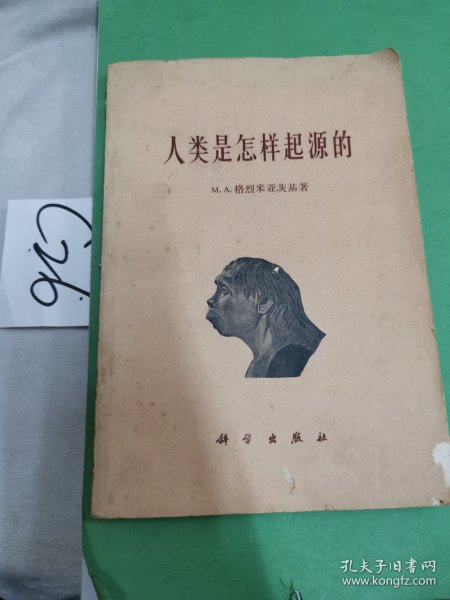 人类是怎样起源的
M. A. 格烈米亚茨基著
科学出版社
孔夫子旧书网
www.kongfz.com